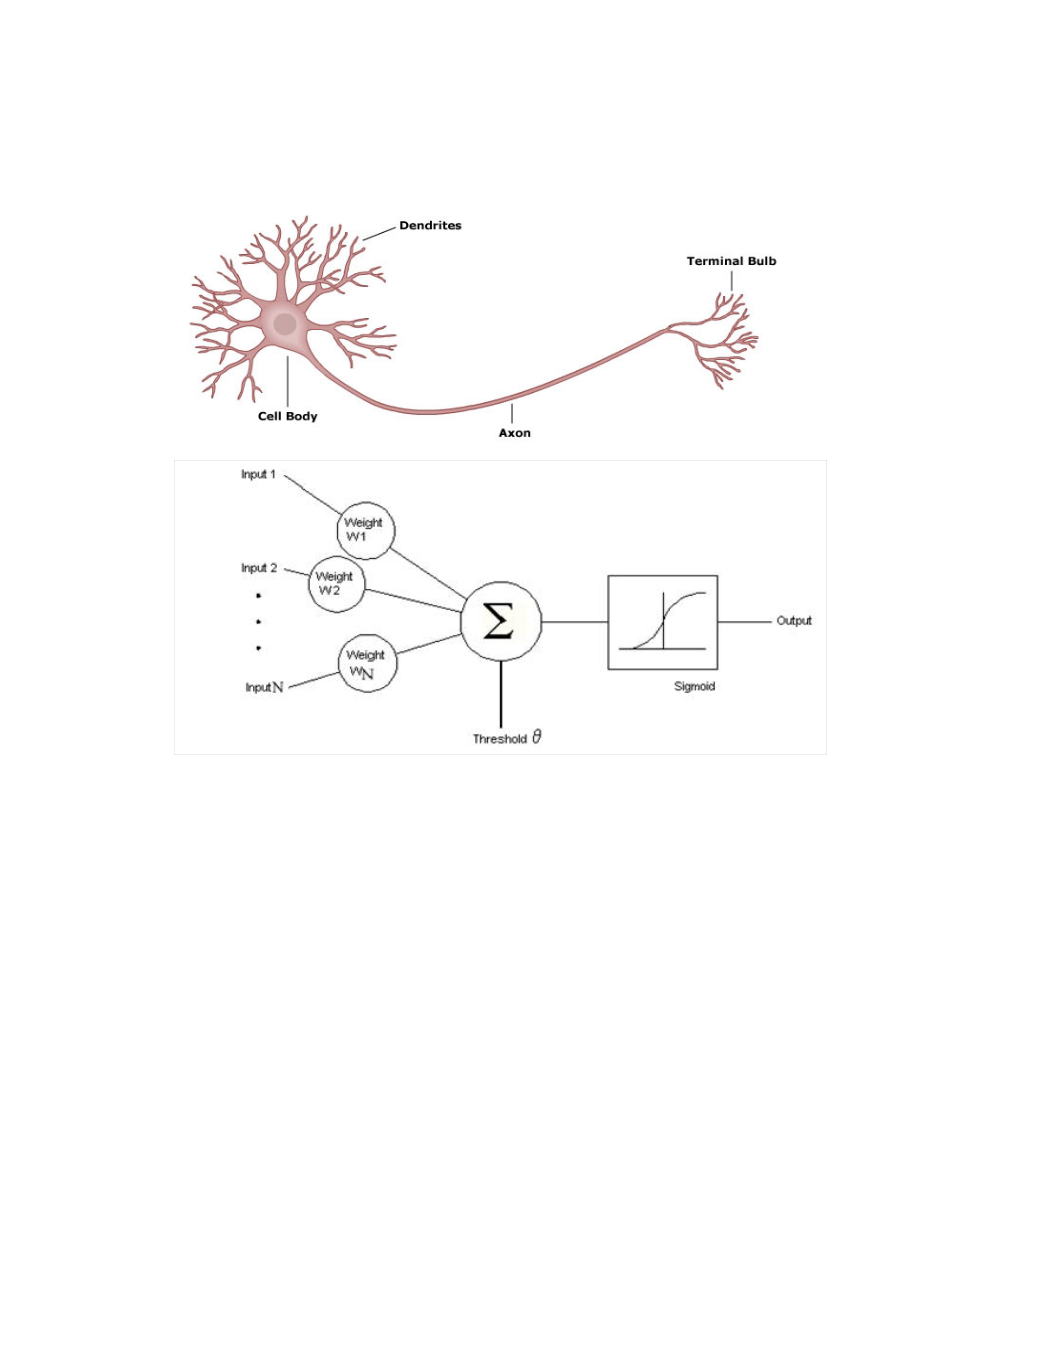 Dendrites
Terminal Bulb
Cell Body
Axon
Input 1
Weight
W1
Input 2
Weight
W2
Weight
WN
Input N
Σ
Output
Sigmoid
Threshold θ